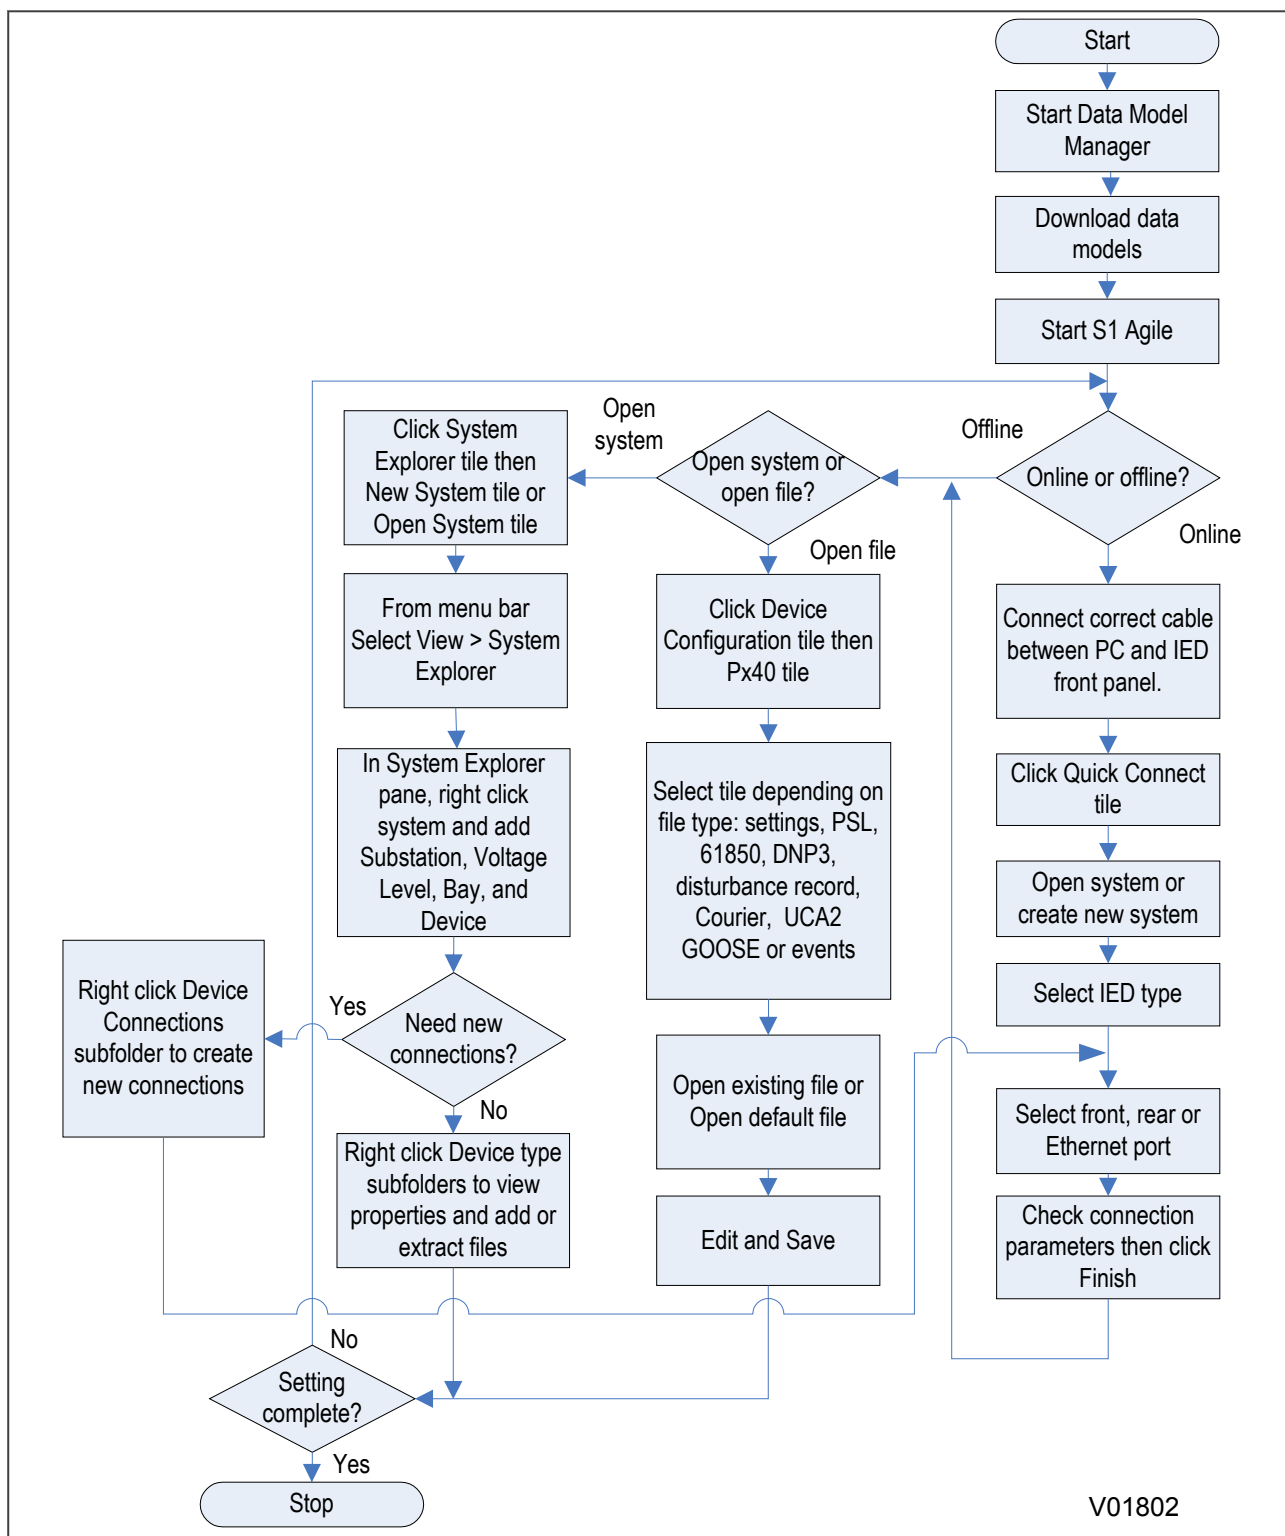 Start
Start Data Model
Manager
Download data
models
Start S1 Agile
Online or offline?
Offline
Online
Open system or
open file?
Open
system
Open file
Click System
Explorer tile then
New System tile or
Open System tile
From menu bar
Select View > System
Explorer
In System Explorer
pane, right click
system and add
Substation, Voltage
Level, Bay, and
Device
Need new
connections?
Yes
No
Right click Device
Connections
subfolder to create
new connections
Right click Device type
subfolders to view
properties and add or
extract files
Click Device
Configuration tile then
Px40 tile
Select tile depending on
file type: settings, PSL,
61850, DNP3,
disturbance record,
Courier, UCA2
GOOSE or events
Open existing file or
Open default file
Edit and Save
Connect correct cable
between PC and IED
front panel.
Click Quick Connect
tile
Open system or
create new system
Select IED type
Select front, rear or
Ethernet port
Check connection
parameters then click
Finish
No
Setting
complete?
Yes
Stop
V01802